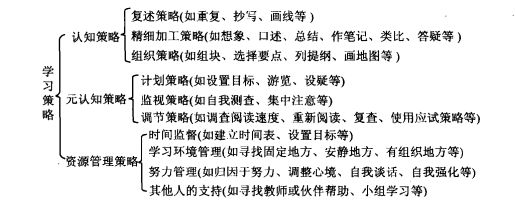 复述策略(如重复、抄写、画线等)
认知策略
精细加工策略(如想象、口述、总结、作笔记、类比、答疑等)
组织策略(如组块、选择要点、列提纲、画地图等)
学习策略
计划策略(如设置目标、游览、设疑等)
元认知策略
监视策略(如自我测查、集中注意等)
调节策略(如调查阅读速度、重新阅读、复查、使用应试策略等)
时间监督(如建立时间表、设置目标等)
学习环境管理(如寻找固定地方、安静地方、有组织地方等)
资源管理策略
努力管理(如归因于努力、调整心境、自我谈话、自我强化等)
其他人的支持(如寻找教师或伙伴帮助、小组学习等)